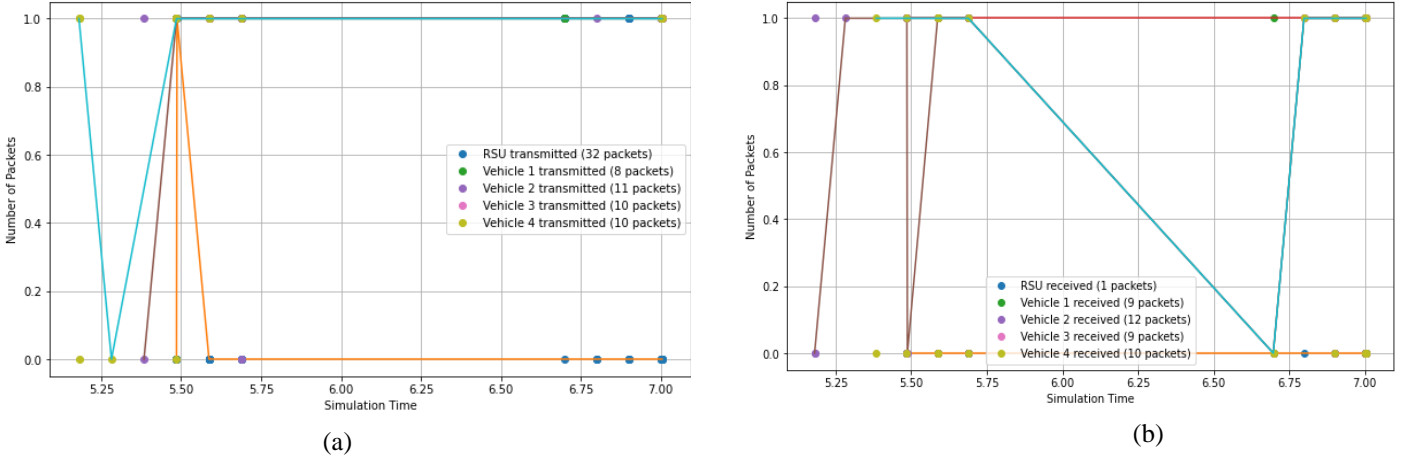 1.0
0.8
0.6
0.4
0.2
0.0
Number of Packets
RSU transmitted (32 packets)
Vehicle 1 transmitted (8 packets)
Vehicle 2 transmitted (11 packets)
Vehicle 3 transmitted (10 packets)
Vehicle 4 transmitted (10 packets)
5.25 5.50 5.75 6.00 6.25 6.50 6.75 7.00
Simulation Time
(a)
1.0
0.8
0.6
0.4
0.2
0.0
Number of Packets
RSU received (1 packets)
Vehicle 1 received (9 packets)
Vehicle 2 received (12 packets)
Vehicle 3 received (9 packets)
Vehicle 4 received (10 packets)
5.25 5.50 5.75 6.00 6.25 6.50 6.75 7.00
Simulation Time
(b)